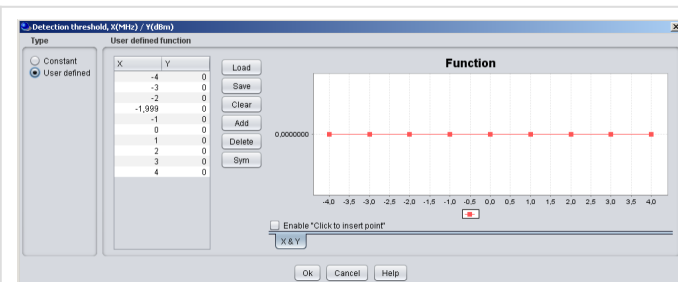 Detection threshold, X(MHz) / Y(dBm)
Type
User defined function
Constant
User defined
X Y
-4 0
-3 0
-2 0
-1,999 0
-1 0
0 0
1 0
2 0
3 0
4 0
Load
Save
Clear
Add
Delete
Sym
Function
0,0000000
-4,0 -3,5 -3,0 -2,5 -2,0 -1,5 -1,0 -0,5 0,0 0,5 1,0 1,5 2,0 2,5 3,0 3,5 4,0
Enable "Click to insert point"
X & Y
Ok Cancel Help